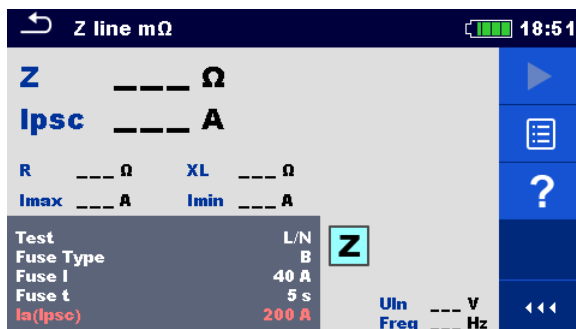 Z line mΩ 18:51
Z ___ Ω
Ipsc ___ A
R ___ Ω XL ___ Ω
Imax ___ A Imin ___ A
Test L/N
Fuse Type B
Fuse I 40 A
Fuse t 5 s
Ia(Ipsc) 200 A
Z
Uln ___ V
Freq ___ Hz
?